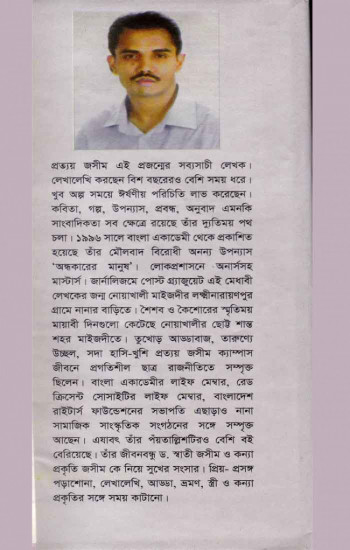 প্রত্যয় জসীম এই প্রজন্মের সব্যসাচী লেখক।
লেখালেখি করছেন বিশ বছরেরও বেশি সময় ধরে।
খুব অল্প সময়ে ঈর্ষণীয় পরিচিতি লাভ করেছেন।
কবিতা, গল্প, উপন্যাস, প্রবন্ধ, অনুবাদ এমনকি
সাংবাদিকতা সব ক্ষেত্রে রয়েছে তাঁর দ্যুতিময় পথ
চলা। ১৯৯৬ সালে বাংলা একাডেমী থেকে প্রকাশিত
হয়েছে তাঁর মৌলবাদ বিরোধী অনন্য উপন্যাস
'অন্ধকারের মানুষ'। লোকপ্রশাসনে অনার্সসহ
মাস্টার্স। জার্নালিজমে পোস্ট গ্র্যাজুয়েট এই মেধাবী
লেখকের জন্ম নোয়াখালী মাইজদীর লক্ষ্মীনারায়ণপুর
গ্রামে নানার বাড়িতে। শৈশব ও কৈশোরের স্মৃতিময়
মায়াবী দিনগুলো কেটেছে নোয়াখালীর ছোট্ট শান্ত
শহর মাইজদীতে। তুখোড় আড্ডাবাজ, তারুণ্যে
উচ্ছল, সদা হাসি-খুশি প্রত্যয় জসীম ক্যাম্পাস
জীবনে প্রগতিশীল ছাত্র রাজনীতিতে সম্পৃক্ত
ছিলেন। বাংলা একাডেমীর লাইফ মেম্বার, রেড
ক্রিসেন্ট সোসাইটির লাইফ মেম্বার, বাংলাদেশ
রাইটার্স ফাউন্ডেশনের সভাপতি এছাড়াও নানা
সামাজিক সাংস্কৃতিক সংগঠনের সঙ্গে সম্পৃক্ত
আছেন। এযাবৎ তাঁর পঁয়তাল্লিশটিরও বেশি বই
বেরিয়েছে। তাঁর জীবনবন্ধু ড. স্বাতী জসীম ও কন্যা
প্রকৃতি জসীম কে নিয়ে সুখের সংসার। প্রিয়- প্রসঙ্গ
পড়াশোনা, লেখালেখি, আড্ডা, ভ্রমণ, স্ত্রী ও কন্যা
প্রকৃতির সঙ্গে সময় কাটানো।